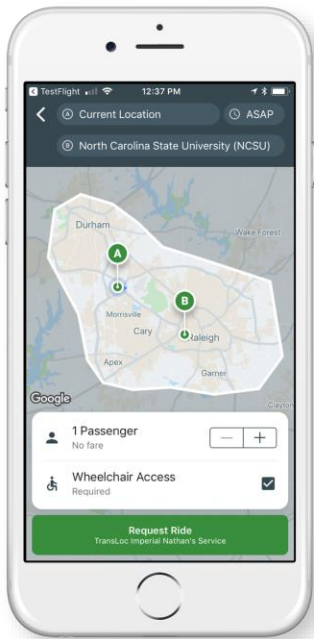 TestFlight 12:37 PM
A Current Location ASAP
B North Carolina State University (NCSU)
Durham
Wake Forest
A
B
Morrisville
Cary
Raleigh
Apex
Garner
Google
Clayton
1 Passenger
No fare
Wheelchair Access
Required
Request Ride
TransLoc Imperial Nathan's Service